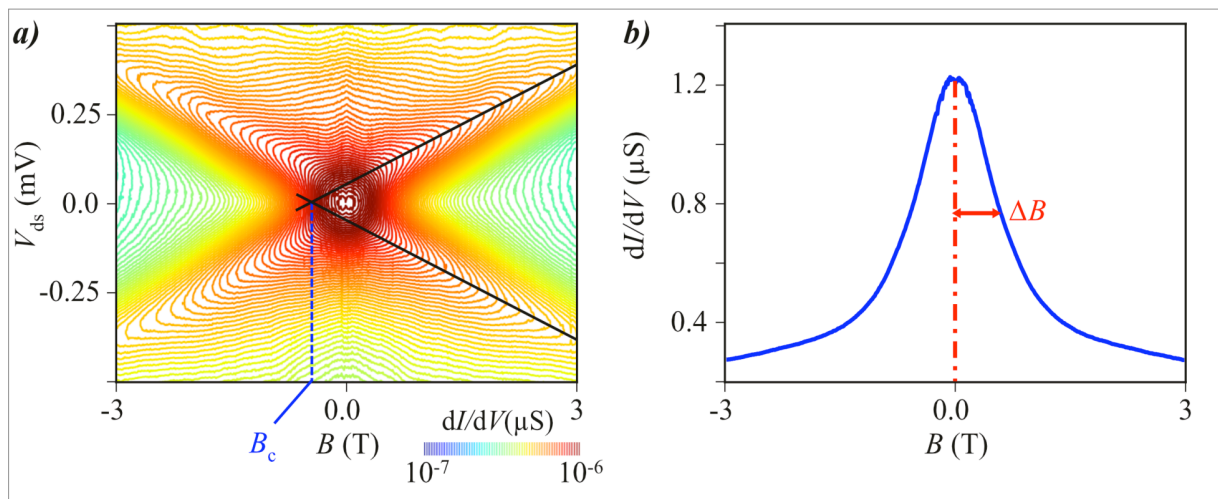 a)
V_ds (mV)
0.25
0.0
-0.25
-3
0.0
3
B_c
B (T)
dI/dV(µS)
10^-7
10^-6
b)
dI/dV (µS)
1.2
0.8
0.4
ΔB
-3
0.0
3
B (T)